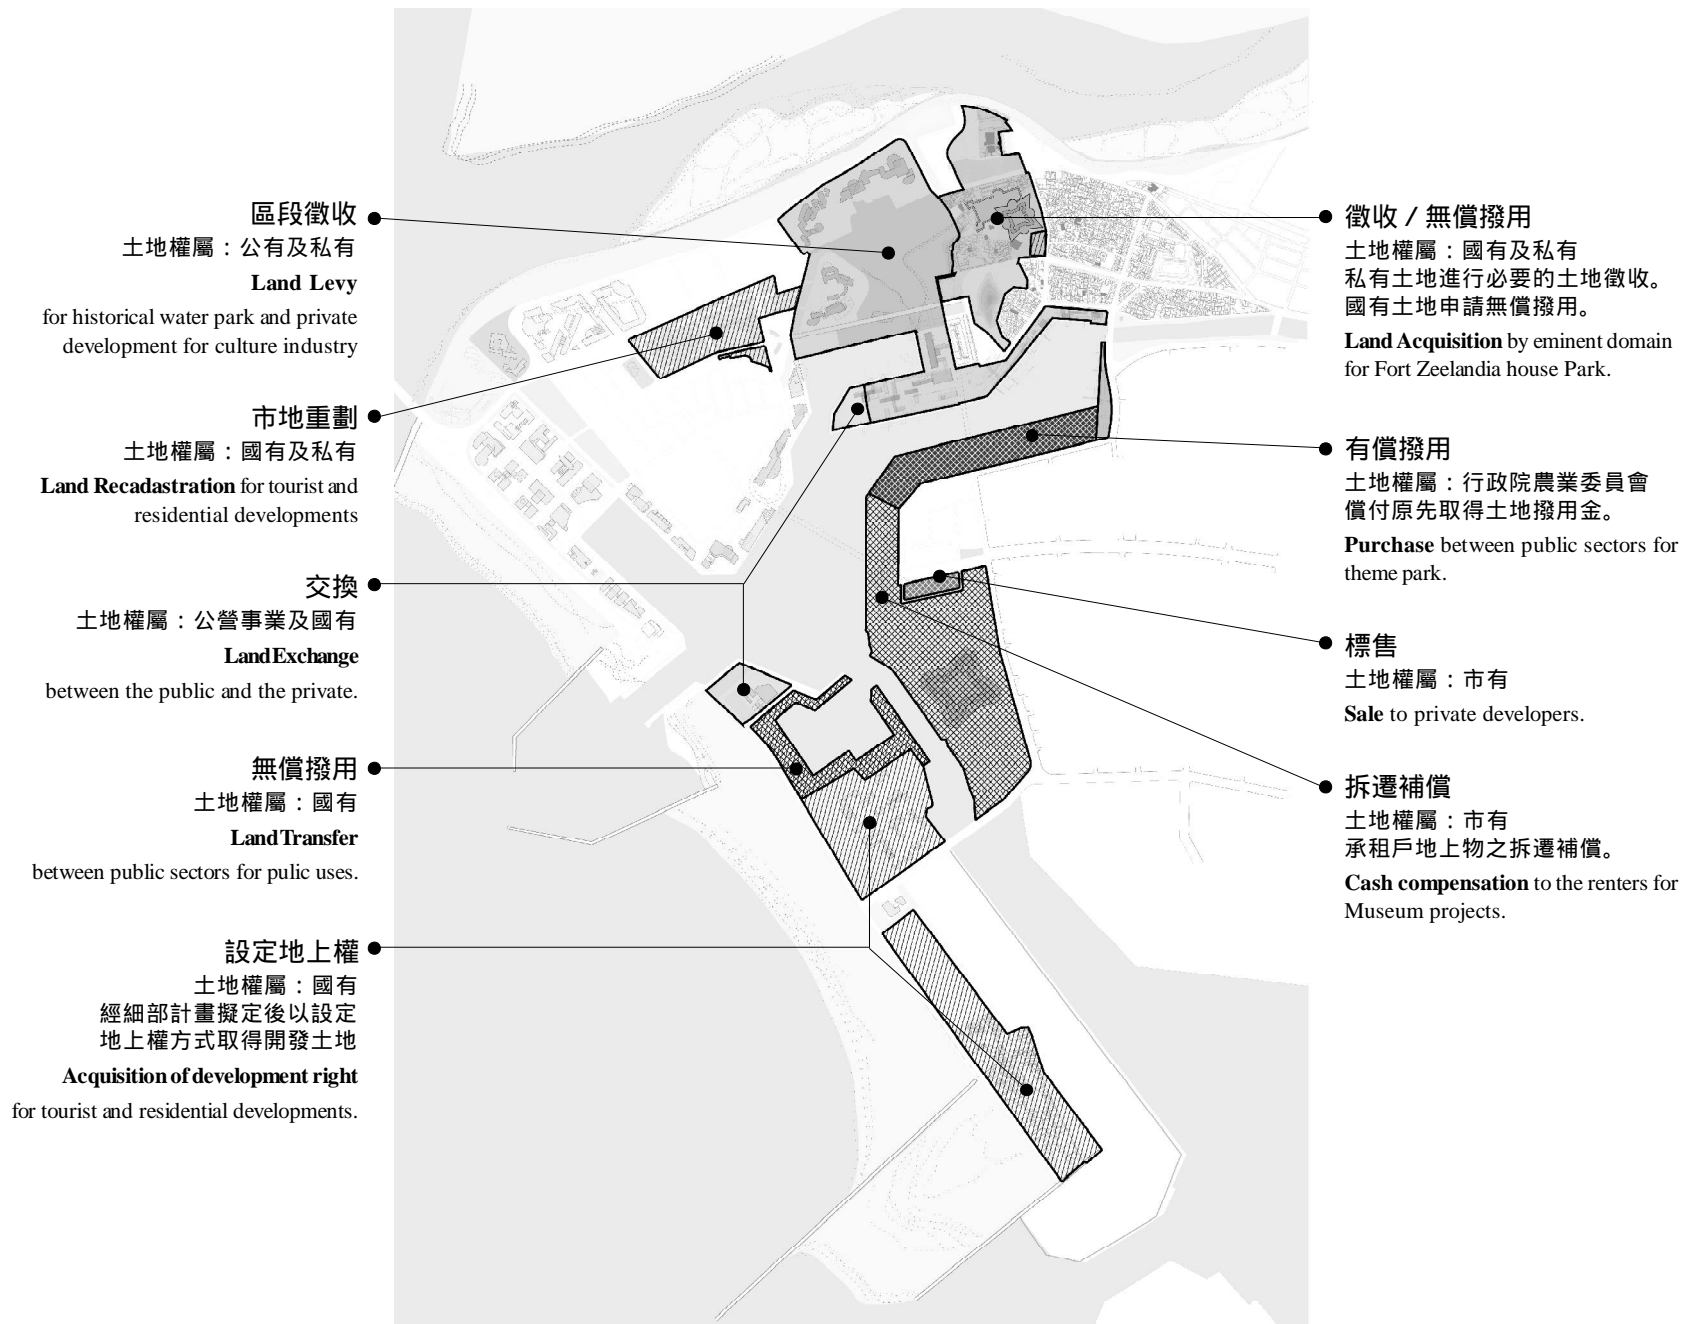 區段徵收
土地權屬：公有及私有
Land Levy
for historical water park and private
development for culture industry
市地重劃
土地權屬：國有及私有
Land Recadastration for tourist and
residential developments
交換
土地權屬：公營事業及國有
LandExchange
between the public and the private.
無償撥用
土地權屬：國有
LandTransfer
between public sectors for pulic uses.
設定地上權
土地權屬：國有
經細部計畫擬定後以設定
地上權方式取得開發土地
Acquisition of development right
for tourist and residential developments.
徵收 / 無償撥用
土地權屬：國有及私有
私有土地進行必要的土地徵收。
國有土地申請無償撥用。
Land Acquisition by eminent domain
for Fort Zeelandia house Park.
有償撥用
土地權屬：行政院農業委員會
償付原先取得土地撥用金。
Purchase between public sectors for
theme park.
標售
土地權屬：市有
Sale to private developers.
拆遷補償
土地權屬：市有
承租戶地上物之拆遷補償。
Cash compensation to the renters for
Museum projects.